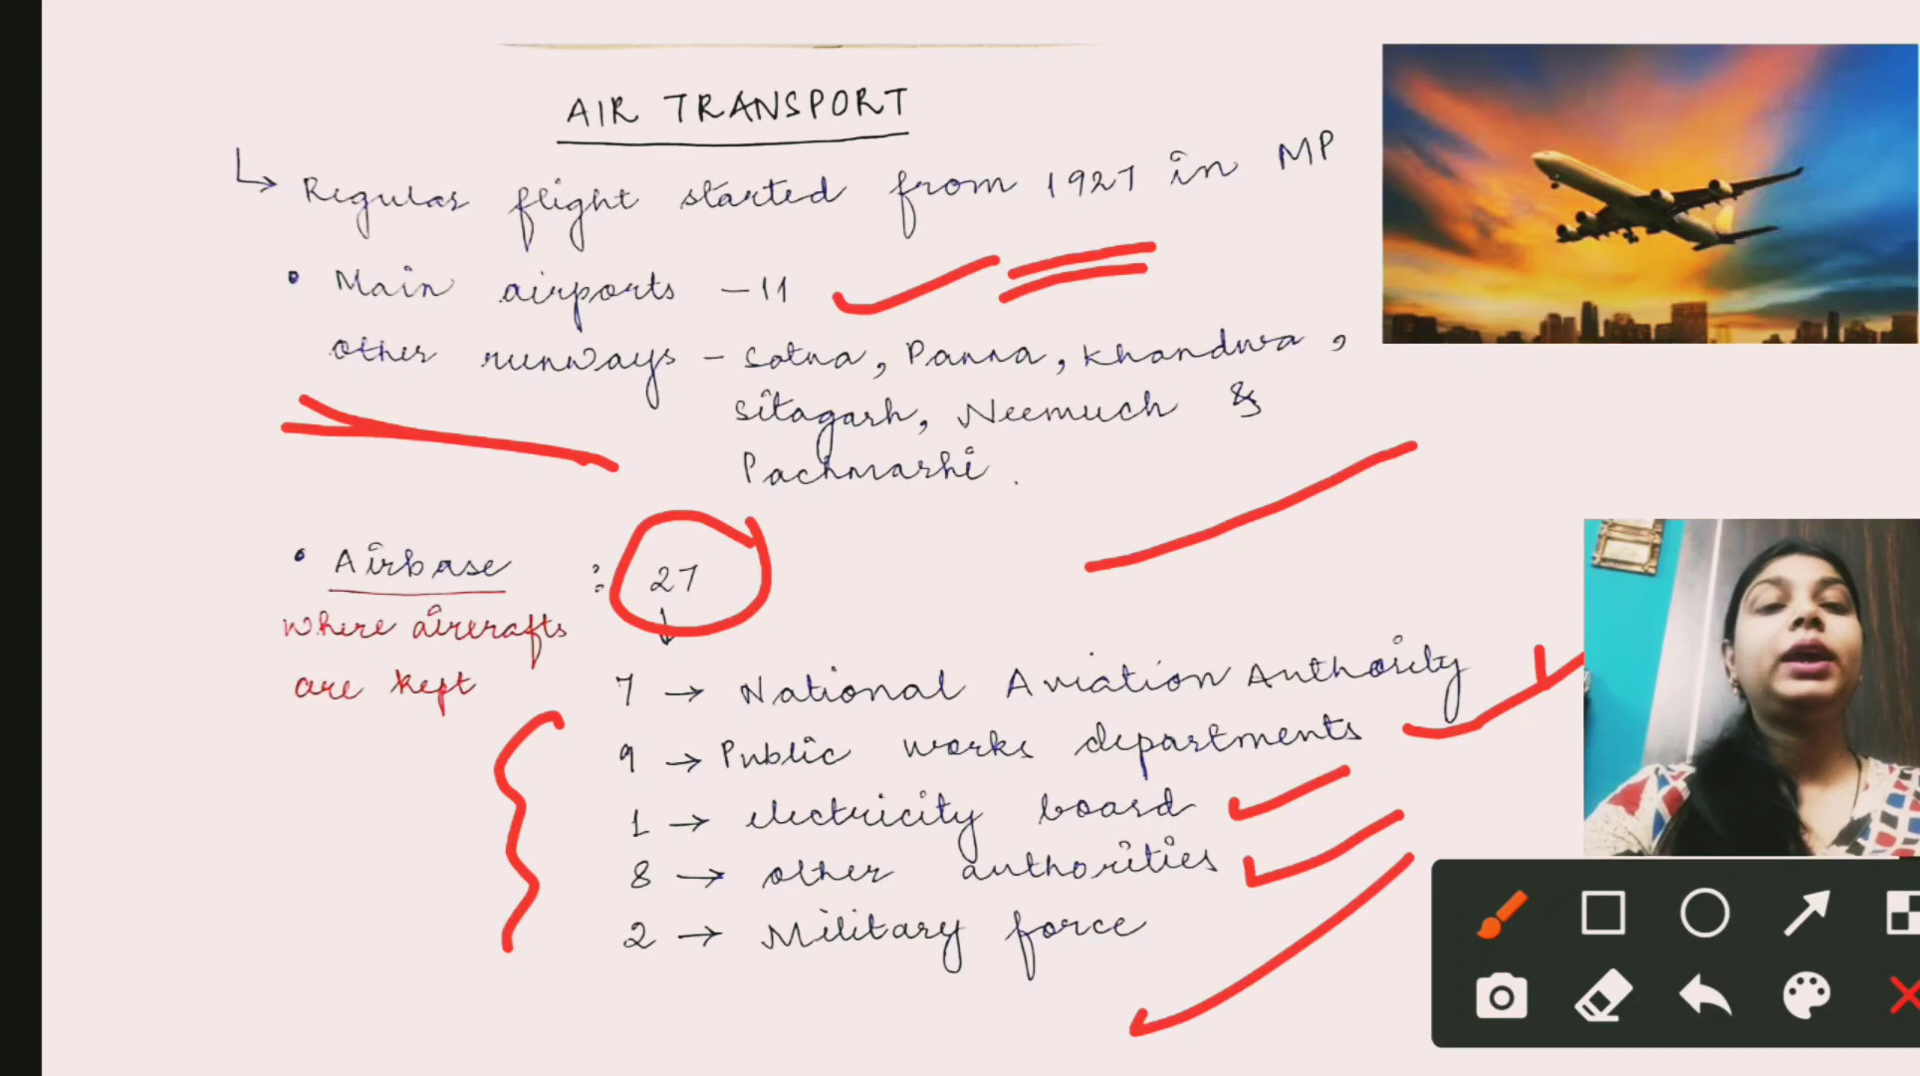 AIR TRANSPORT
↳ Regular flight started from 1927 in MP
• Main airports - 11
other runways - Satna, Panna, Khandwa,
Sitagarh, Neemuch &
Pachmarhi.
• Airbase : 27
where aircrafts
are kept
7 → National Aviation Authority
9 → Public works departments
1 → electricity board
8 → other authorities
2 → Military force